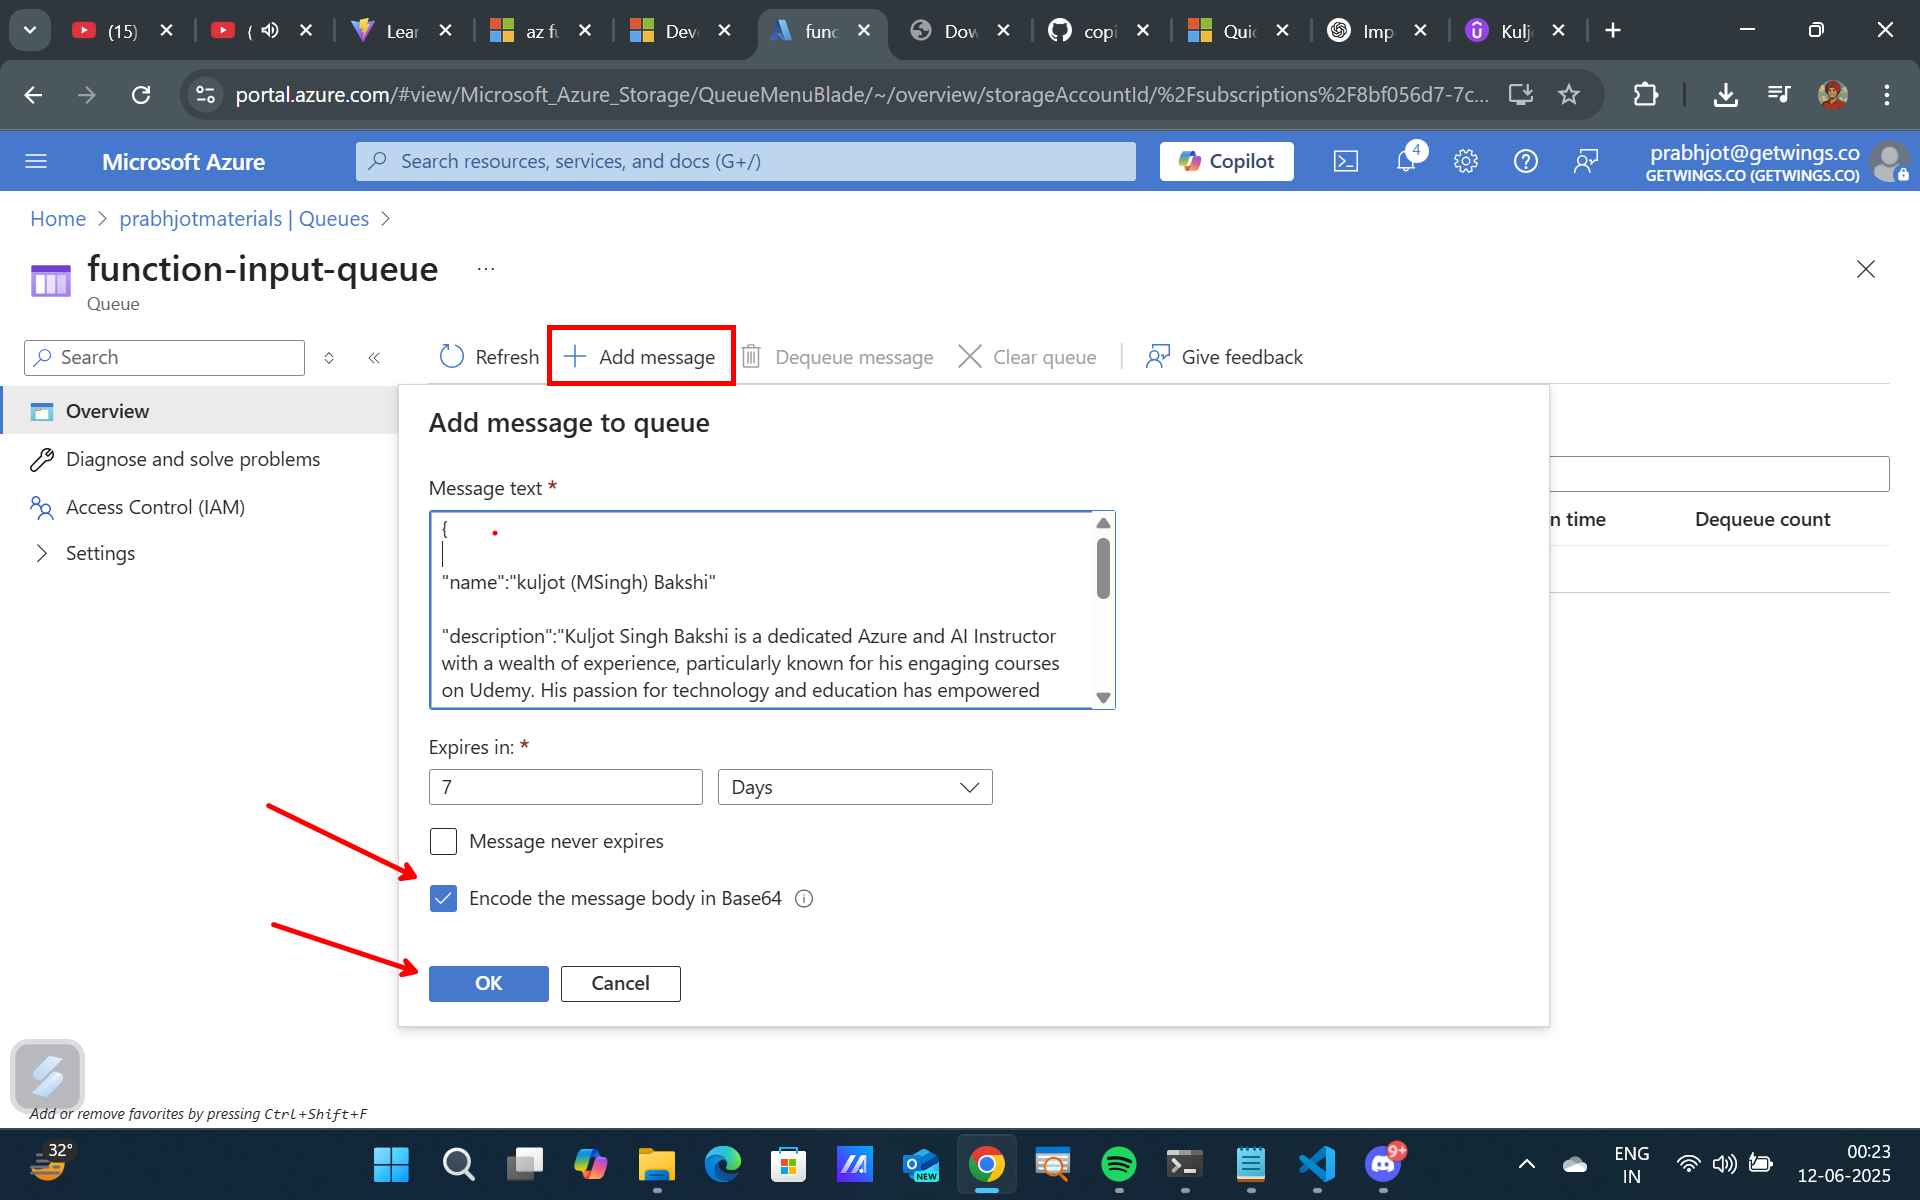 (15)
(
Lear
az fu
Dev
func
Dow
copi
Quic
Imp
Kulj
portal.azure.com/#view/Microsoft_Azure_Storage/QueueMenuBlade/~/overview/storageAccountId/%2Fsubscriptions%2F8bf056d7-7c...
Microsoft Azure
Search resources, services, and docs (G+/)
Copilot
4
prabhjot@getwings.co
GETWINGS.CO (GETWINGS.CO)
Home > prabhjotmaterials | Queues >
function-input-queue ...
Queue
Search
Refresh
Add message
Dequeue message
Clear queue
Give feedback
Overview
Diagnose and solve problems
Access Control (IAM)
Settings
n time
Dequeue count
Add message to queue
Message text *
{
"name":"kuljot (MSingh) Bakshi"
"description":"Kuljot Singh Bakshi is a dedicated Azure and AI Instructor
with a wealth of experience, particularly known for his engaging courses
on Udemy. His passion for technology and education has empowered
Expires in: *
7
Days
Message never expires
Encode the message body in Base64
OK
Cancel
Add or remove favorites by pressing Ctrl+Shift+F
32°
NEW
9+
ENG
IN
00:23
12-06-2025